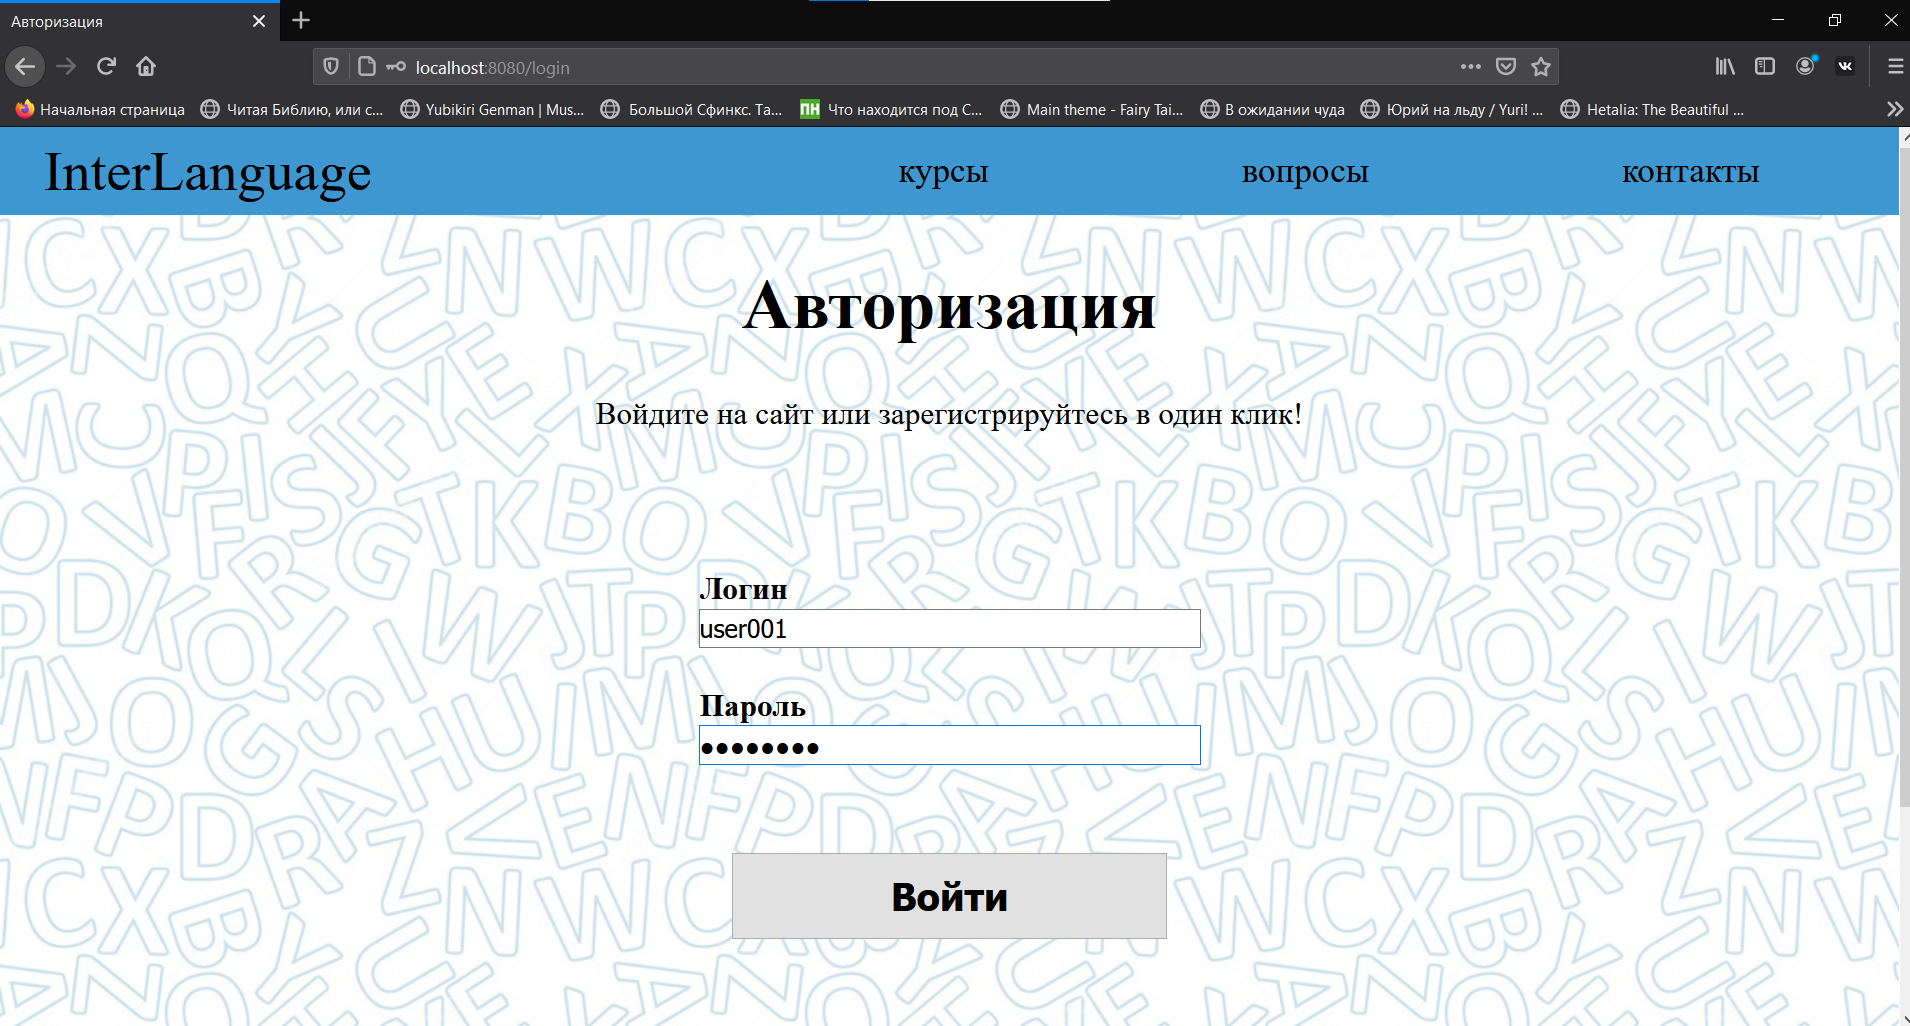 Авторизация
localhost:8080/login
Начальная страница
Читая Библию, или с...
Yubikiri Genman | Mus...
Большой Сфинкс. Та...
ПН
Что находится под С...
Main theme - Fairy Tai...
В ожидании чуда
Юрий на льду / Yuri! ...
Hetalia: The Beautiful ...
InterLanguage
курсы
вопросы
контакты
Авторизация
Войдите на сайт или зарегистрируйтесь в один клик!
Логин
user001
Пароль
••••••••
Войти